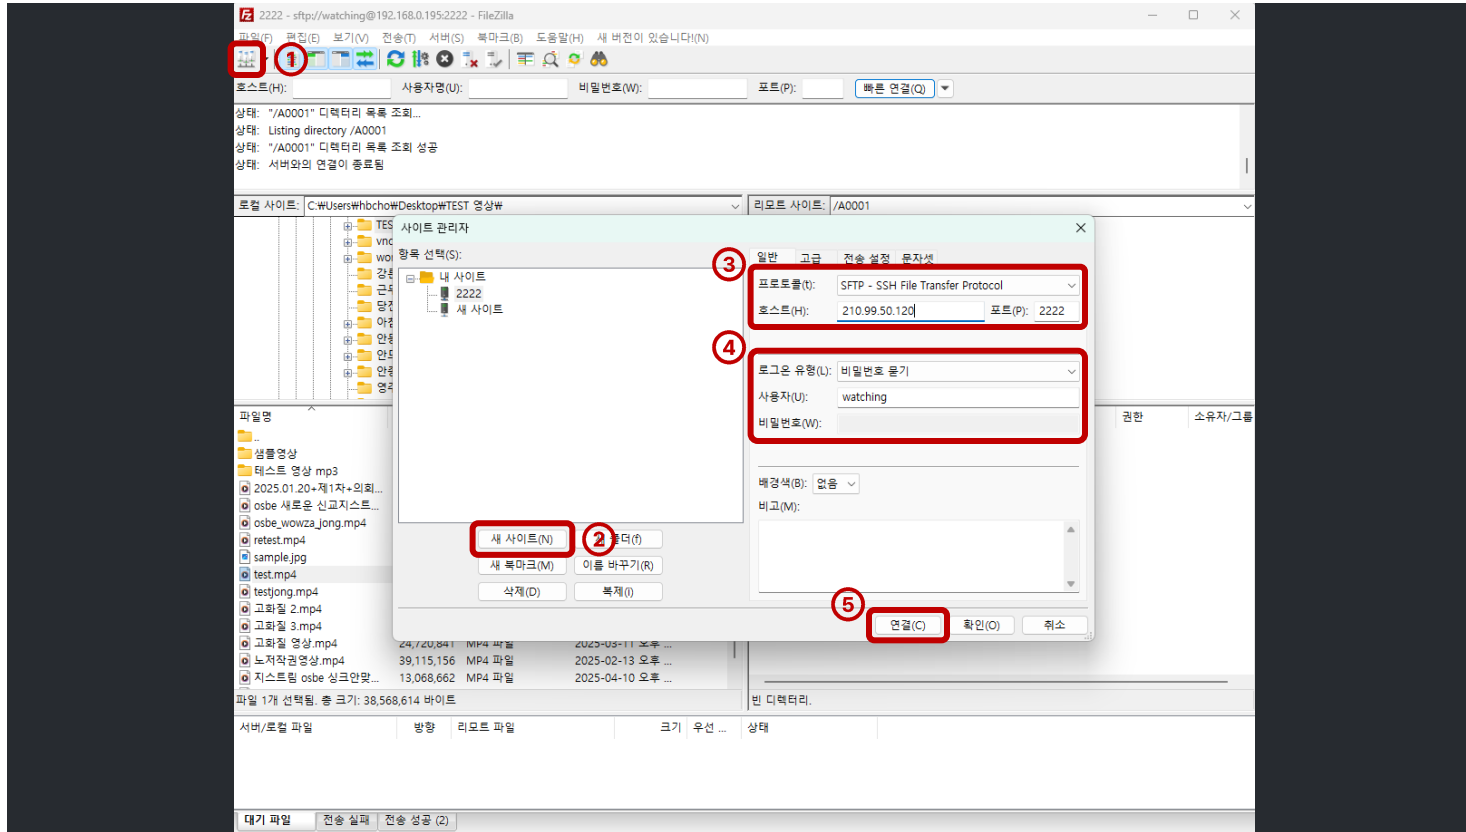 2222 - sftp://watching@192.168.0.195:2222 - FileZilla
파일(F) 편집(E) 보기(V) 전송(T) 서버(S) 북마크(B) 도움말(H) 새 버전이 있습니다!(N)
1
호스트(H): 사용자명(U): 비밀번호(W): 포트(P): 빠른 연결(Q)
상태: "/A0001" 디렉터리 목록 조회...
상태: Listing directory /A0001
상태: "/A0001" 디렉터리 목록 조회 성공
상태: 서버와의 연결이 종료됨
로컬 사이트: C:₩Users₩hbcho₩Desktop₩TEST 영상₩
리모트 사이트: /A0001
TES
vnc
강
당
안
사이트 관리자
항목 선택(S):
내 사이트
2222
새 사이트
3
일반 고급 전송 설정 문자셋
프로토콜(t): SFTP - SSH File Transfer Protocol
호스트(H): 210.99.50.120 포트(P): 2222
4
로그온 유형(L): 비밀번호 묻기
사용자(U): watching
비밀번호(W):
배경색(B): 없음
비고(M):
새 사이트(N) 2 더(f)
새 북마크(M) 이름 바꾸기(R)
삭제(D) 복제(i)
5
연결(C) 확인(O) 취소
파일명
권한 소유자/그룹
..
샘플영상
테스트 영상 mp3
2025.01.20+제1차+의회...
osbe 새로운 신교지스트...
osbe_wowza_jong.mp4
retest.mp4
sample.jpg
test.mp4
testjong.mp4
고화질 2.mp4
고화질 3.mp4
고화질 영상.mp4 24,720,841 MP4 파일 2025-03-11 오후 ...
노저작권영상.mp4 39,115,156 MP4 파일 2025-02-13 오후 ...
지스트림 osbe 싱크안맞... 13,068,662 MP4 파일 2025-04-10 오후 ...
파일 1개 선택됨. 총 크기: 38,568,614 바이트
빈 디렉터리.
서버/로컬 파일 방향 리모트 파일 크기 우선 ... 상태
대기 파일 전송 실패 전송 성공 (2)